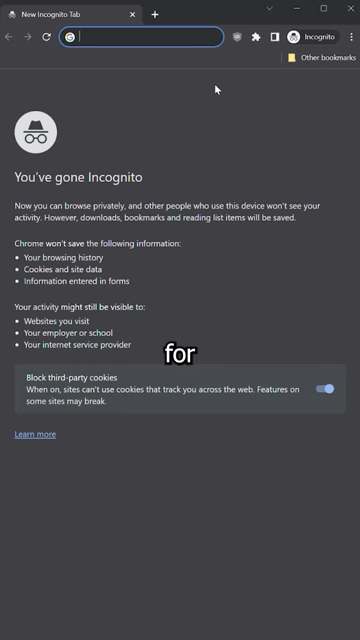 New Incognito Tab
Incognito
Other bookmarks
You've gone Incognito
Now you can browse privately, and other people who use this device won't see your
activity. However, downloads, bookmarks and reading list items will be saved.
Chrome won't save the following information:
• Your browsing history
• Cookies and site data
• Information entered in forms
Your activity might still be visible to:
• Websites you visit
• Your employer or school
• Your internet service provider
for
Block third-party cookies
When on, sites can't use cookies that track you across the web. Features on
some sites may break.
Learn more